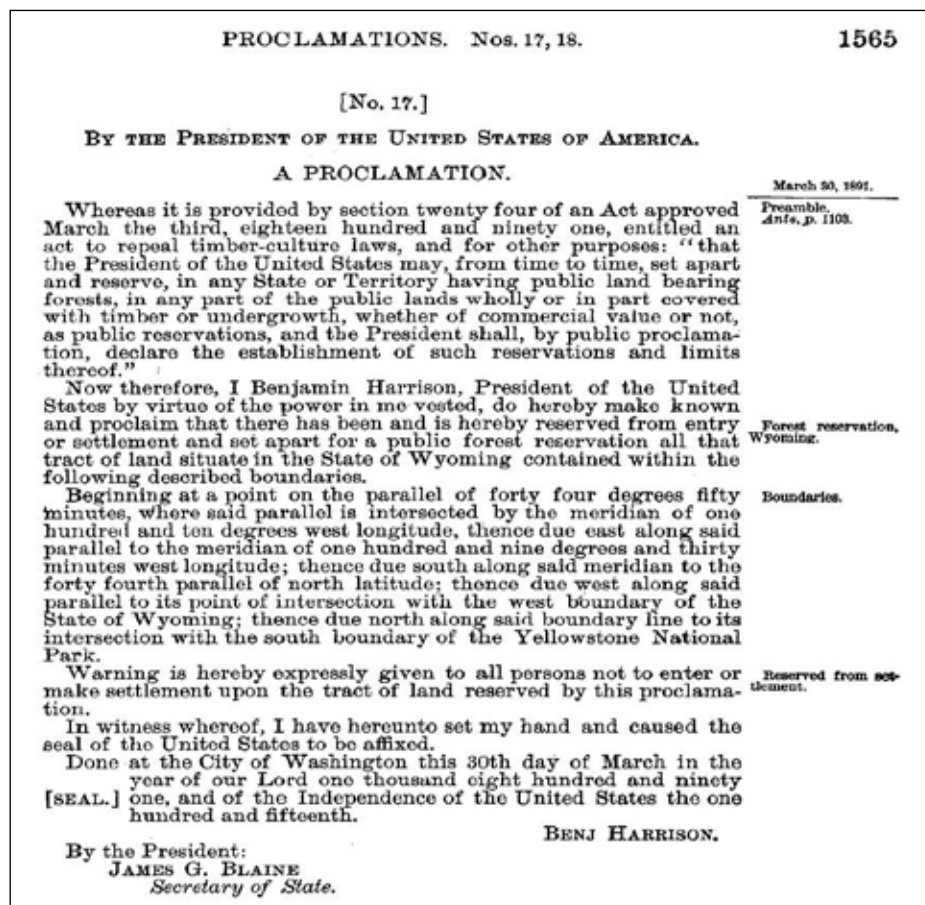 PROCLAMATIONS. Nos. 17, 18. 1565
[No. 17.]
BY THE PRESIDENT OF THE UNITED STATES OF AMERICA.
A PROCLAMATION.
March 30, 1891.
Whereas it is provided by section twenty four of an Act approved
Preamble.
March the third, eighteen hundred and ninety one, entitled an
Ante, p. 1103.
act to repeal timber-culture laws, and for other purposes: “that
the President of the United States may, from time to time, set apart
and reserve, in any State or Territory having public land bearing
forests, in any part of the public lands wholly or in part covered
with timber or undergrowth, whether of commercial value or not,
as public reservations, and the President shall, by public proclama-
tion, declare the establishment of such reservations and limits
thereof.”
Now therefore, I Benjamin Harrison, President of the United
States by virtue of the power in me vested, do hereby make known
and proclaim that there has been and is hereby reserved from entry
Forest reservation,
or settlement and set apart for a public forest reservation all that
Wyoming.
tract of land situate in the State of Wyoming contained within the
following described boundaries.
Beginning at a point on the parallel of forty four degrees fifty
Boundaries.
minutes, where said parallel is intersected by the meridian of one
hundred and ten degrees west longitude, thence due east along said
parallel to the meridian of one hundred and nine degrees and thirty
minutes west longitude; thence due south along said meridian to the
forty fourth parallel of north latitude; thence due west along said
parallel to its point of intersection with the west boundary of the
State of Wyoming; thence due north along said boundary line to its
intersection with the south boundary of the Yellowstone National
Park.
Warning is hereby expressly given to all persons not to enter or
Reserved from set-
make settlement upon the tract of land reserved by this proclama-
tlement.
tion.
In witness whereof, I have hereunto set my hand and caused the
seal of the United States to be affixed.
Done at the City of Washington this 30th day of March in the
year of our Lord one thousand eight hundred and ninety
[SEAL.] one, and of the Independence of the United States the one
hundred and fifteenth.
BENJ HARRISON.
By the President:
JAMES G. BLAINE
Secretary of State.